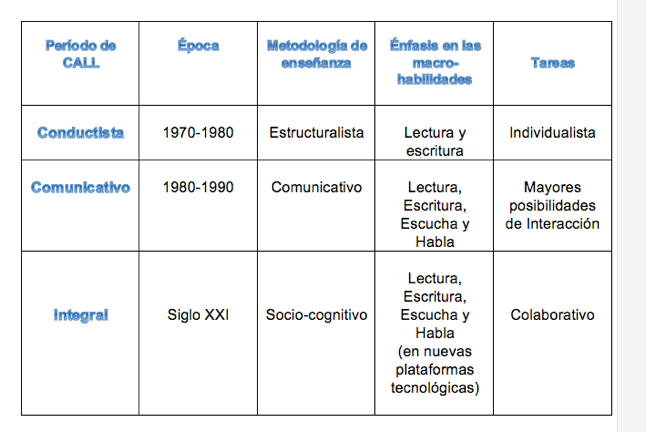 Período de CALL
Época
Metodología de enseñanza
Énfasis en las macro-habilidades
Tareas
Conductista
1970-1980
Estructuralista
Lectura y escritura
Individualista
Comunicativo
1980-1990
Comunicativo
Lectura, Escritura, Escucha y Habla
Mayores posibilidades de Interacción
Integral
Siglo XXI
Socio-cognitivo
Lectura, Escritura, Escucha y Habla (en nuevas plataformas tecnológicas)
Colaborativo